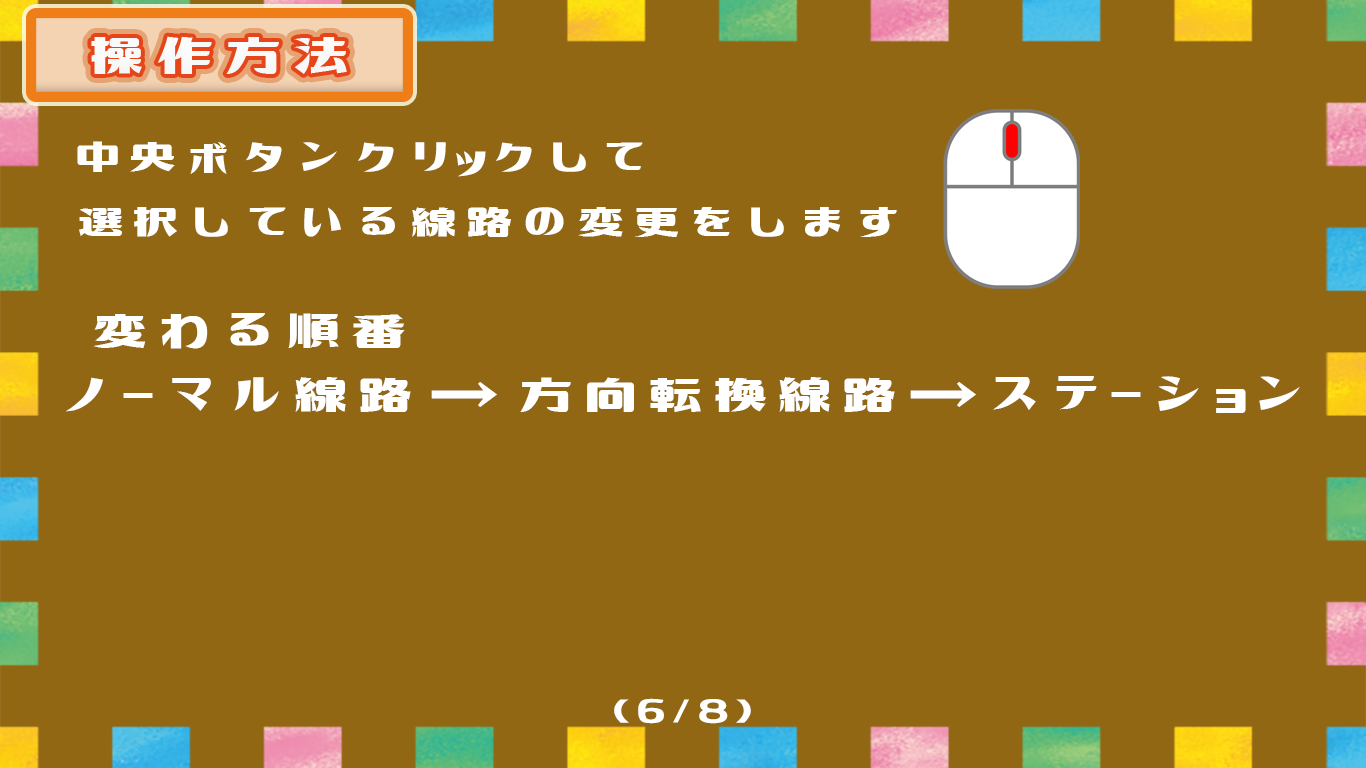 操作方法
中央ボタンクリックして
選択している線路の変更をします
変わる順番
ノーマル線路→方向転換線路→ステーション
(6/8)